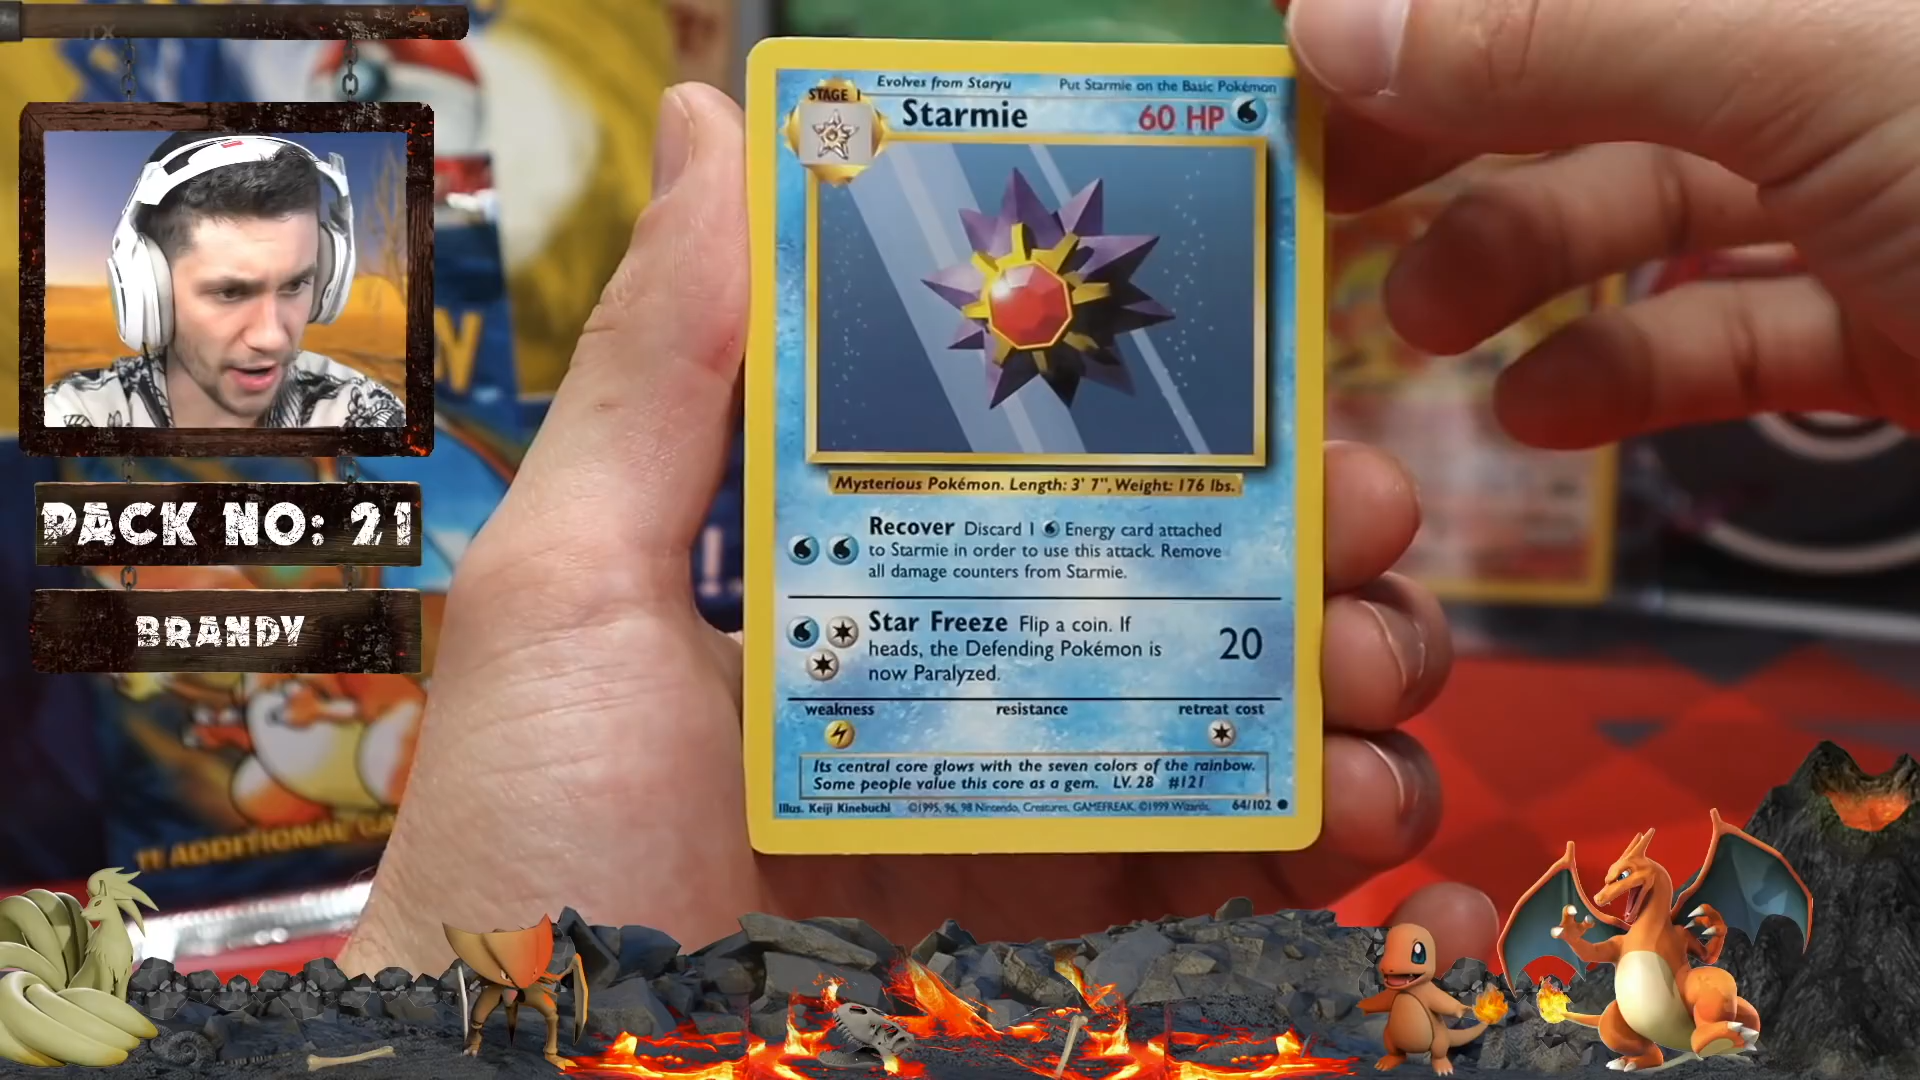 PACK NO: 21
BRANDY
Evolves from Staryu
Put Starmie on the Basic Pokémon
STAGE 1
Starmie
60 HP
Mysterious Pokémon. Length: 3' 7", Weight: 176 lbs.
Recover Discard 1 Energy card attached
to Starmie in order to use this attack. Remove
all damage counters from Starmie.
Star Freeze Flip a coin. If
heads, the Defending Pokémon is
now Paralyzed.
20
weakness
resistance
retreat cost
Its central core glows with the seven colors of the rainbow.
Some people value this core as a gem. LV. 28 #121
Illus. Keiji Kinebuchi ©1995, 96, 98 Nintendo, Creatures, GAMEFREAK. ©1999 Wizards. 64/102
11 ADDITIONAL